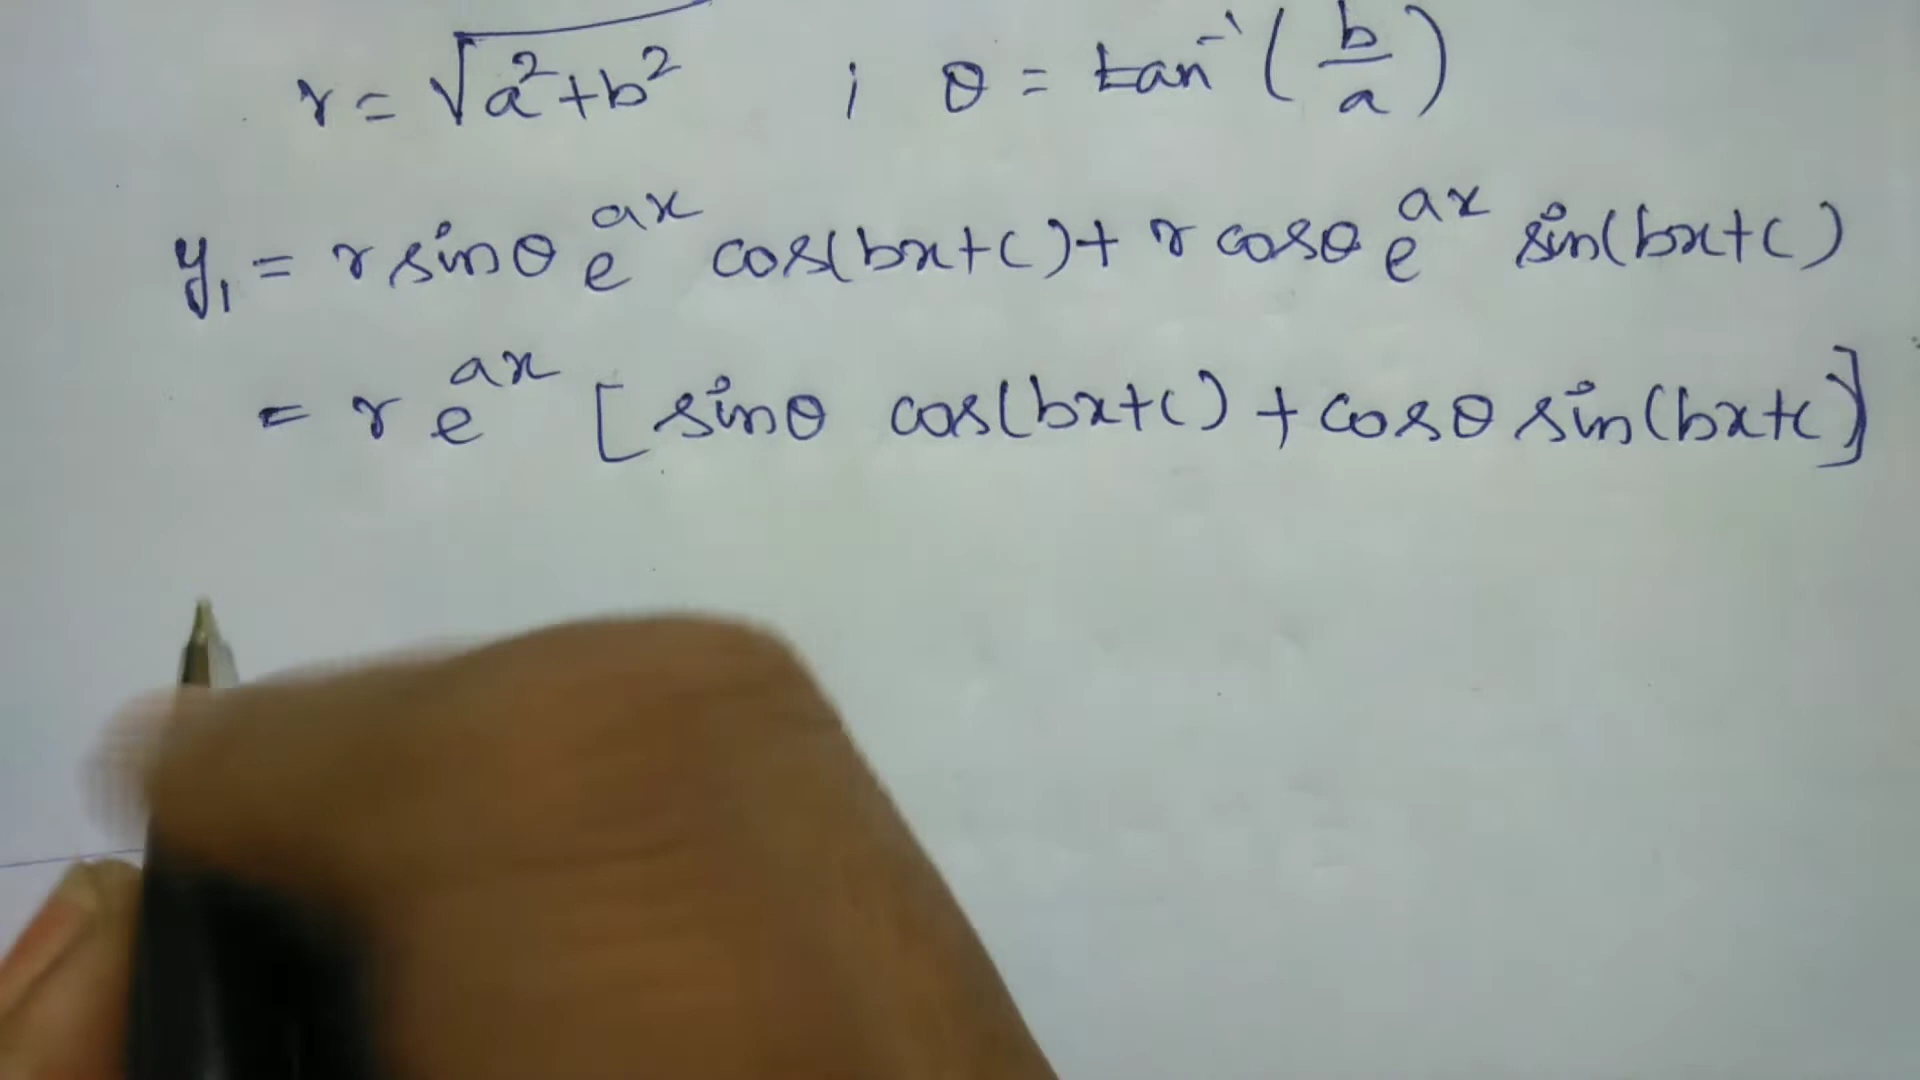 r = √a²+b² ; θ = tan⁻¹ (b/a)
y₁ = r sinθ e^ax cos(bx+c) + r cosθ e^ax sin(bx+c)
= r e^ax [ sinθ cos(bx+c) + cosθ sin(bx+c]